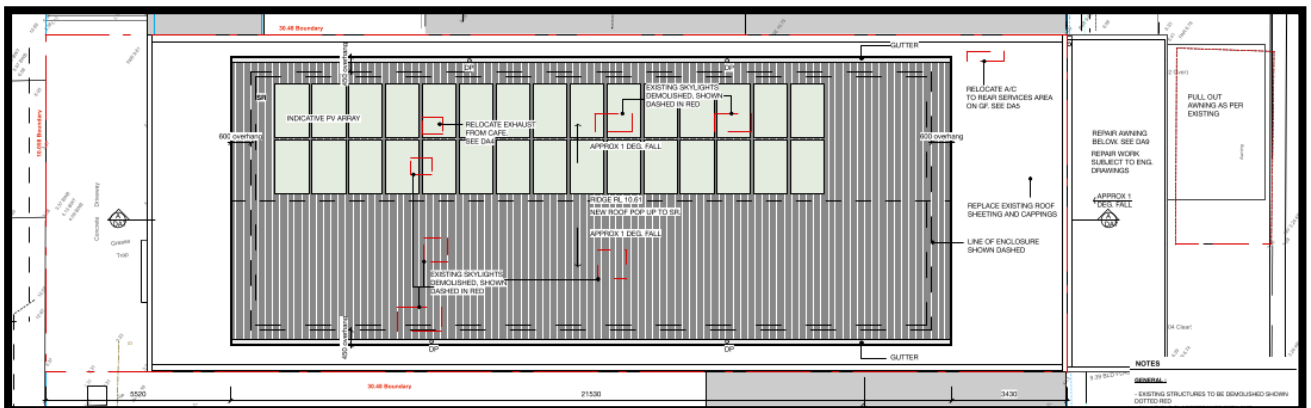 30.48 Boundary
GUTTER
450 overhang
DP
DP
SR
EXISTING SKYLIGHTS
DEMOLISHED, SHOWN
DASHED IN RED
RELOCATE A/C
TO REAR SERVICES AREA
ON GF. SEE DA5
INDICATIVE PV ARRAY
RELOCATE EXHAUST
FROM CAFE.
SEE DA4
PULL OUT
AWNING AS PER
EXISTING
600 overhang
600 overhang
APPROX 1 DEG. FALL
REPAIR AWNING
BELOW. SEE DA9
REPAIR WORK
SUBJECT TO ENG.
DRAWINGS
Awning
RIDGE RL 10.61
NEW ROOF POP UP TO SR.
APPROX 1 DEG. FALL
REPLACE EXISTING ROOF
SHEETING AND CAPPINGS
APPROX 1
DEG. FALL
Concrete Driveway
A
A
Grease
Trap
LINE OF ENCLOSURE
SHOWN DASHED
EXISTING SKYLIGHTS
DEMOLISHED, SHOWN
DASHED IN RED
450 overhang
DP
DP
GUTTER
30.48 Boundary
5520
21530
3430
NOTES
GENERAL:
- EXISTING STRUCTURES TO BE DEMOLISHED SHOWN
DOTTED RED